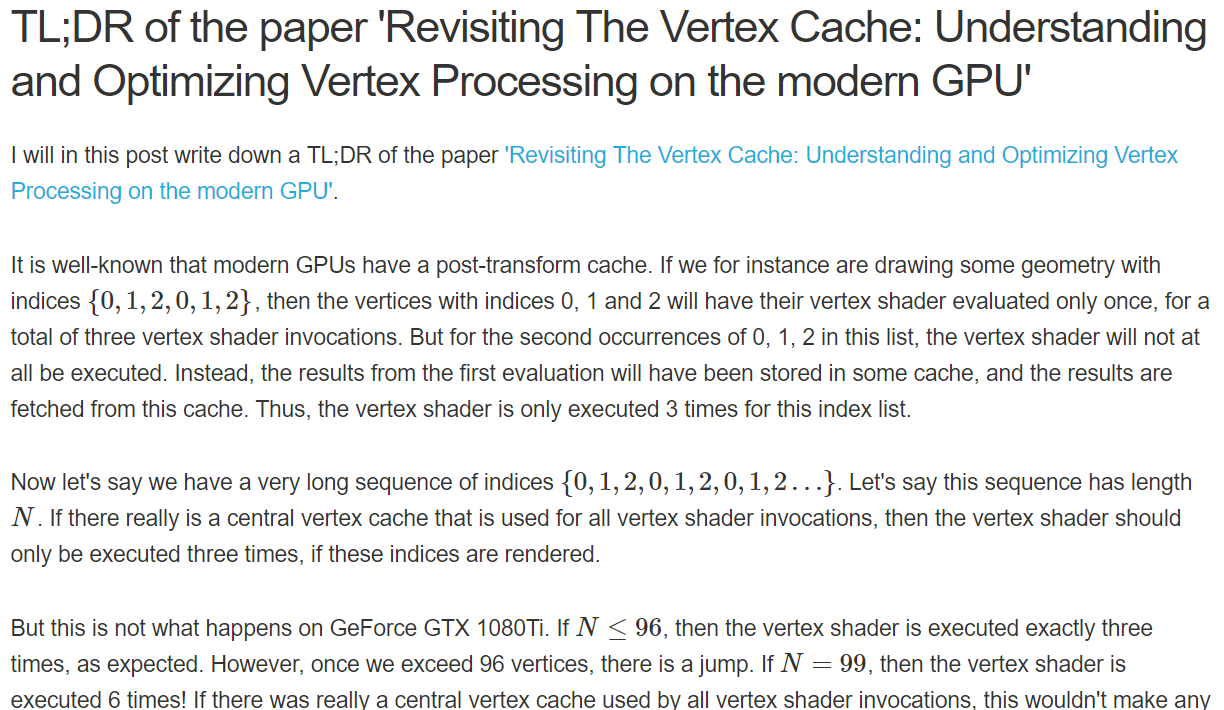 TL;DR of the paper 'Revisiting The Vertex Cache: Understanding
and Optimizing Vertex Processing on the modern GPU'
I will in this post write down a TL;DR of the paper 'Revisiting The Vertex Cache: Understanding and Optimizing Vertex
Processing on the modern GPU'.
It is well-known that modern GPUs have a post-transform cache. If we for instance are drawing some geometry with
indices {0, 1, 2, 0, 1, 2}, then the vertices with indices 0, 1 and 2 will have their vertex shader evaluated only once, for a
total of three vertex shader invocations. But for the second occurrences of 0, 1, 2 in this list, the vertex shader will not at
all be executed. Instead, the results from the first evaluation will have been stored in some cache, and the results are
fetched from this cache. Thus, the vertex shader is only executed 3 times for this index list.
Now let's say we have a very long sequence of indices {0, 1, 2, 0, 1, 2, 0, 1, 2 . . .}. Let's say this sequence has length
N. If there really is a central vertex cache that is used for all vertex shader invocations, then the vertex shader should
only be executed three times, if these indices are rendered.
But this is not what happens on GeForce GTX 1080Ti. If N ≤ 96, then the vertex shader is executed exactly three
times, as expected. However, once we exceed 96 vertices, there is a jump. If N = 99, then the vertex shader is
executed 6 times! If there was really a central vertex cache used by all vertex shader invocations, this wouldn't make any